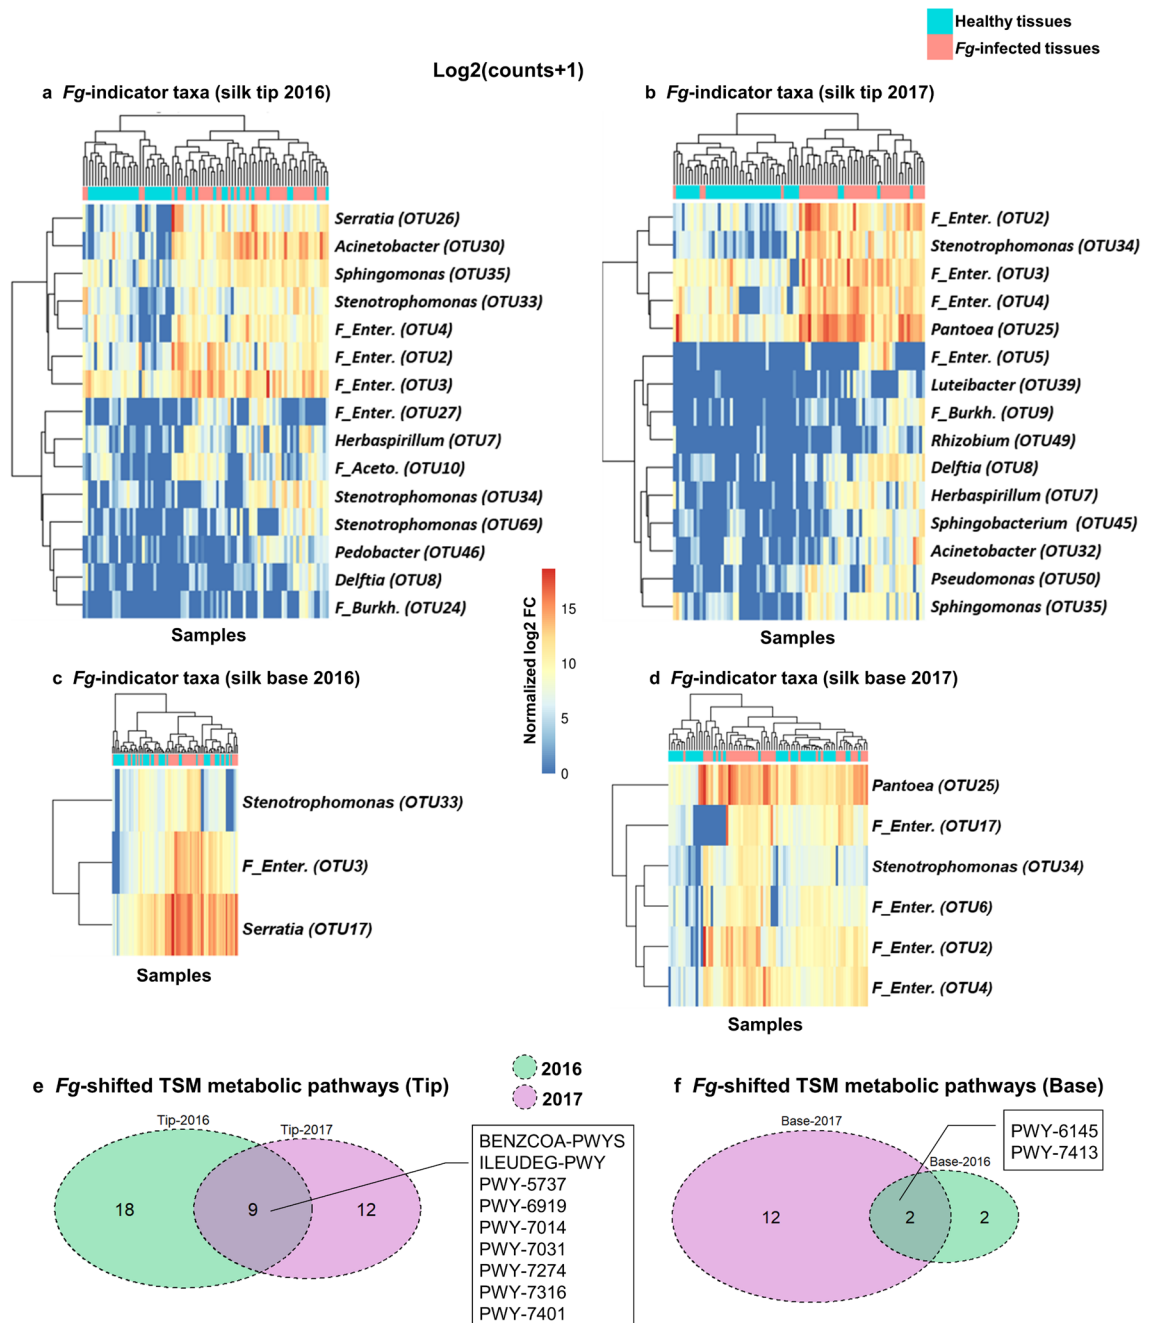 Healthy tissues
Fg-infected tissues
Log2(counts+1)
a Fg-indicator taxa (silk tip 2016)
Serratia (OTU26)
Acinetobacter (OTU30)
Sphingomonas (OTU35)
Stenotrophomonas (OTU33)
F_Enter. (OTU4)
F_Enter. (OTU2)
F_Enter. (OTU3)
F_Enter. (OTU27)
Herbaspirillum (OTU7)
F_Aceto. (OTU10)
Stenotrophomonas (OTU34)
Stenotrophomonas (OTU69)
Pedobacter (OTU46)
Delftia (OTU8)
F_Burkh. (OTU24)
Samples
b Fg-indicator taxa (silk tip 2017)
F_Enter. (OTU2)
Stenotrophomonas (OTU34)
F_Enter. (OTU3)
F_Enter. (OTU4)
Pantoea (OTU25)
F_Enter. (OTU5)
Luteibacter (OTU39)
F_Burkh. (OTU9)
Rhizobium (OTU49)
Delftia (OTU8)
Herbaspirillum (OTU7)
Sphingobacterium (OTU45)
Acinetobacter (OTU32)
Pseudomonas (OTU50)
Sphingomonas (OTU35)
Samples
Normalized log2 FC
15
10
5
0
c Fg-indicator taxa (silk base 2016)
Stenotrophomonas (OTU33)
F_Enter. (OTU3)
Serratia (OTU17)
Samples
d Fg-indicator taxa (silk base 2017)
Pantoea (OTU25)
F_Enter. (OTU17)
Stenotrophomonas (OTU34)
F_Enter. (OTU6)
F_Enter. (OTU2)
F_Enter. (OTU4)
Samples
2016
2017
e Fg-shifted TSM metabolic pathways (Tip)
Tip-2016
Tip-2017
18
9
12
BENZCOA-PWYS
ILEUDEG-PWY
PWY-5737
PWY-6919
PWY-7014
PWY-7031
PWY-7274
PWY-7316
PWY-7401
f Fg-shifted TSM metabolic pathways (Base)
Base-2017
Base-2016
12
2
2
PWY-6145
PWY-7413